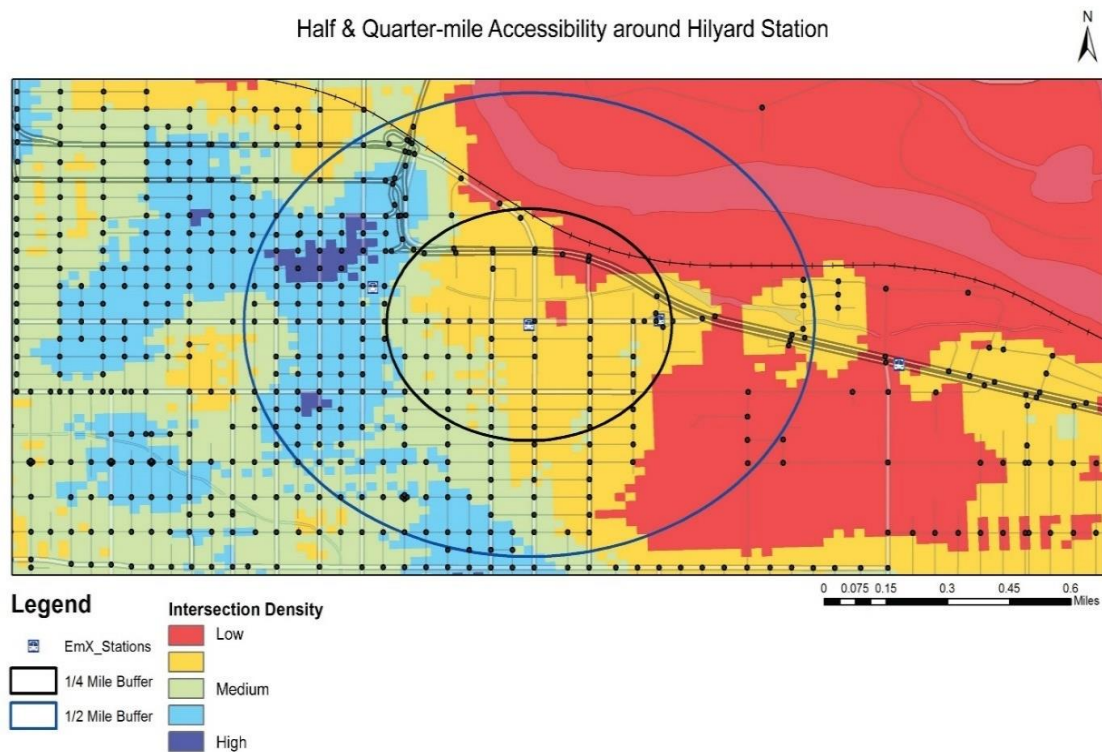 Half & Quarter-mile Accessibility around Hilyard Station
N
0 0.075 0.15 0.3 0.45 0.6
Miles
Legend
EmX_Stations
1/4 Mile Buffer
1/2 Mile Buffer
Intersection Density
Low
Medium
High